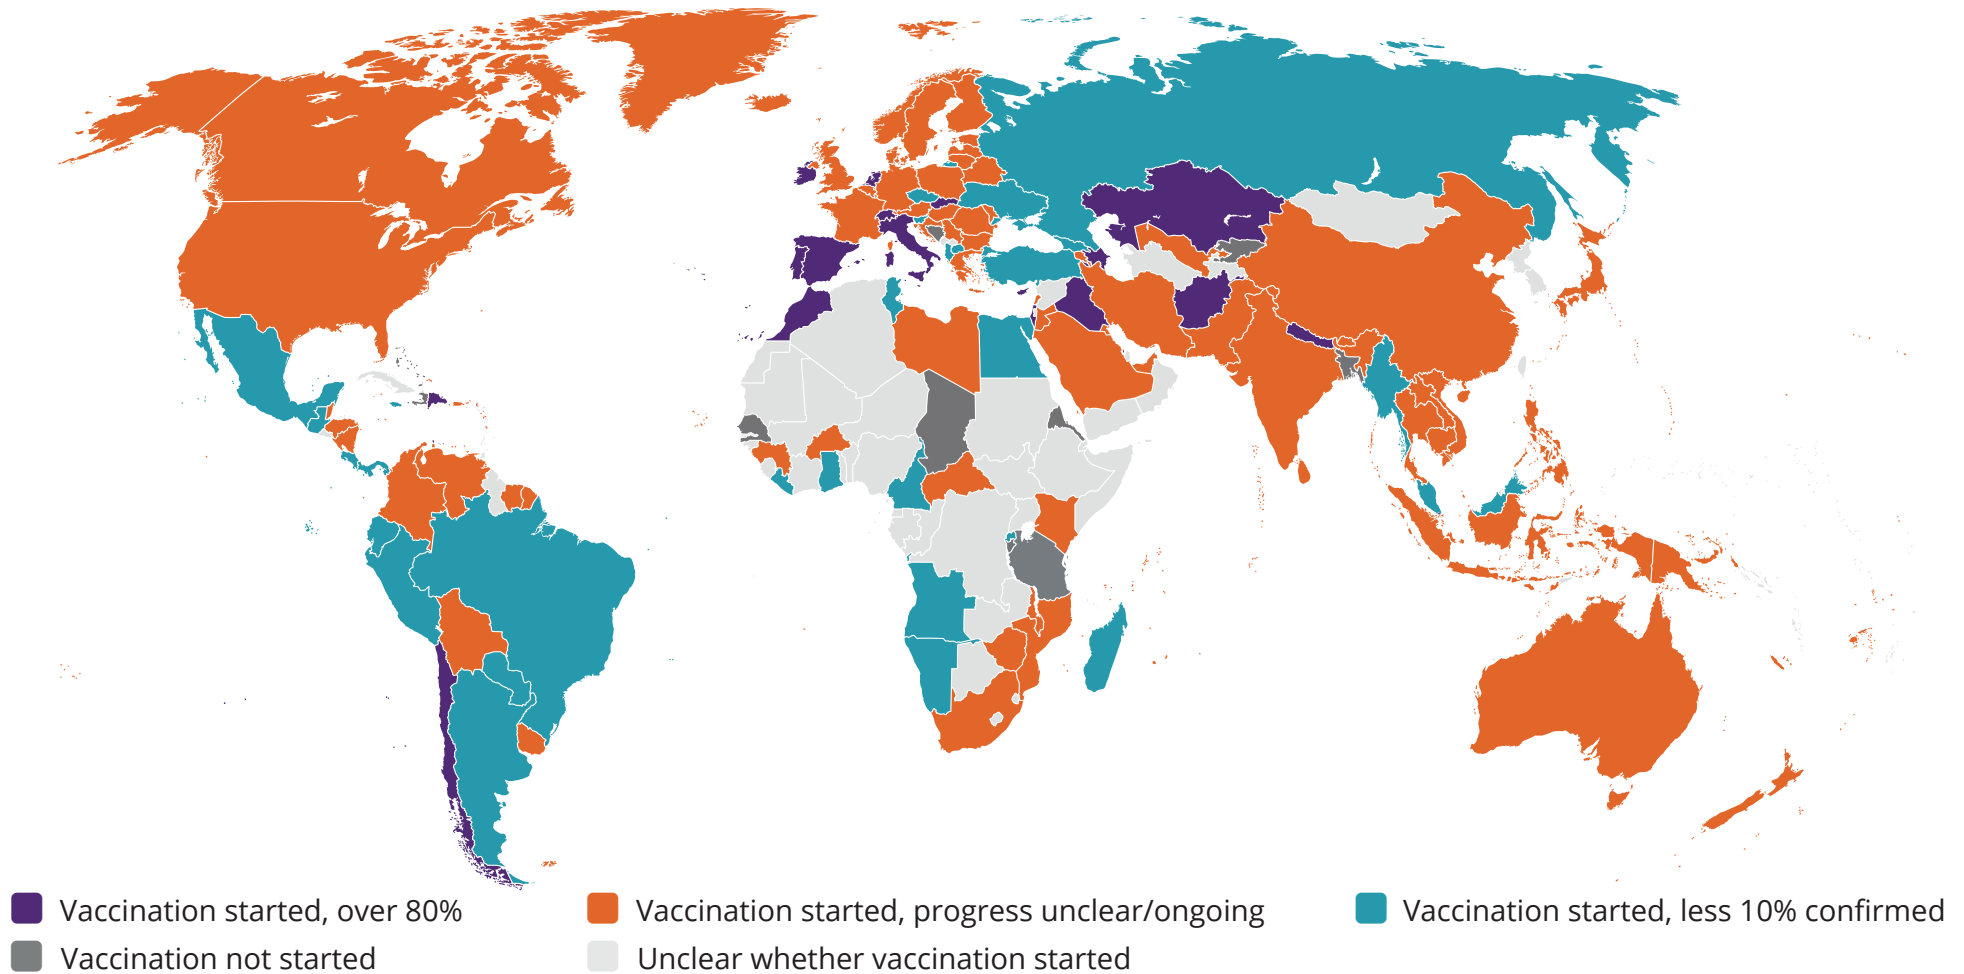 Vaccination started, over 80%
Vaccination started, progress unclear/ongoing
Vaccination started, less 10% confirmed
Vaccination not started
Unclear whether vaccination started